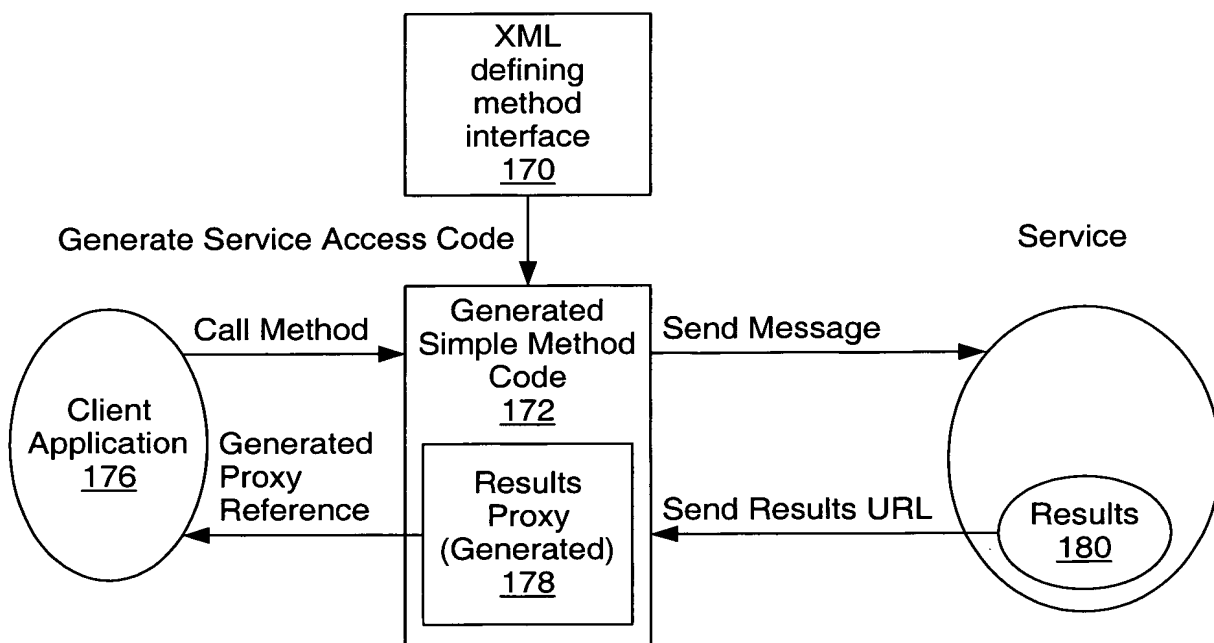 XML
defining
method
interface
170
Generate Service Access Code
Service
Call Method
Generated
Simple Method
Code
172
Send Message
Client
Application
176
Generated
Proxy
Reference
Results
Proxy
(Generated)
178
Send Results URL
Results
180